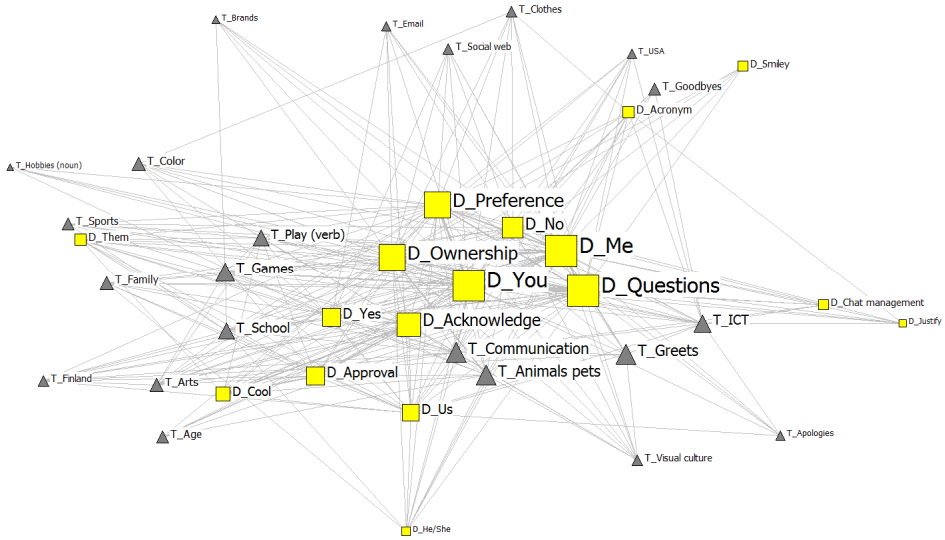 T_Brands
T_Email
T_Clothes
T_Social web
T_USA
D_Smiley
T_Goodbyes
D_Acronym
T_Hobbies (noun)
T_Color
D_Preference
T_Sports
D_No
D_Them
T_Play (verb)
D_Me
D_Ownership
T_Family
T_Games
D_You
D_Questions
D_Chat management
D_Yes
D_Acknowledge
T_ICT
D_Justify
T_School
T_Communication
T_Greets
D_Approval
T_Animals pets
T_Finland
T_Arts
D_Cool
D_Us
T_Age
T_Apologies
T_Visual culture
D_He/She